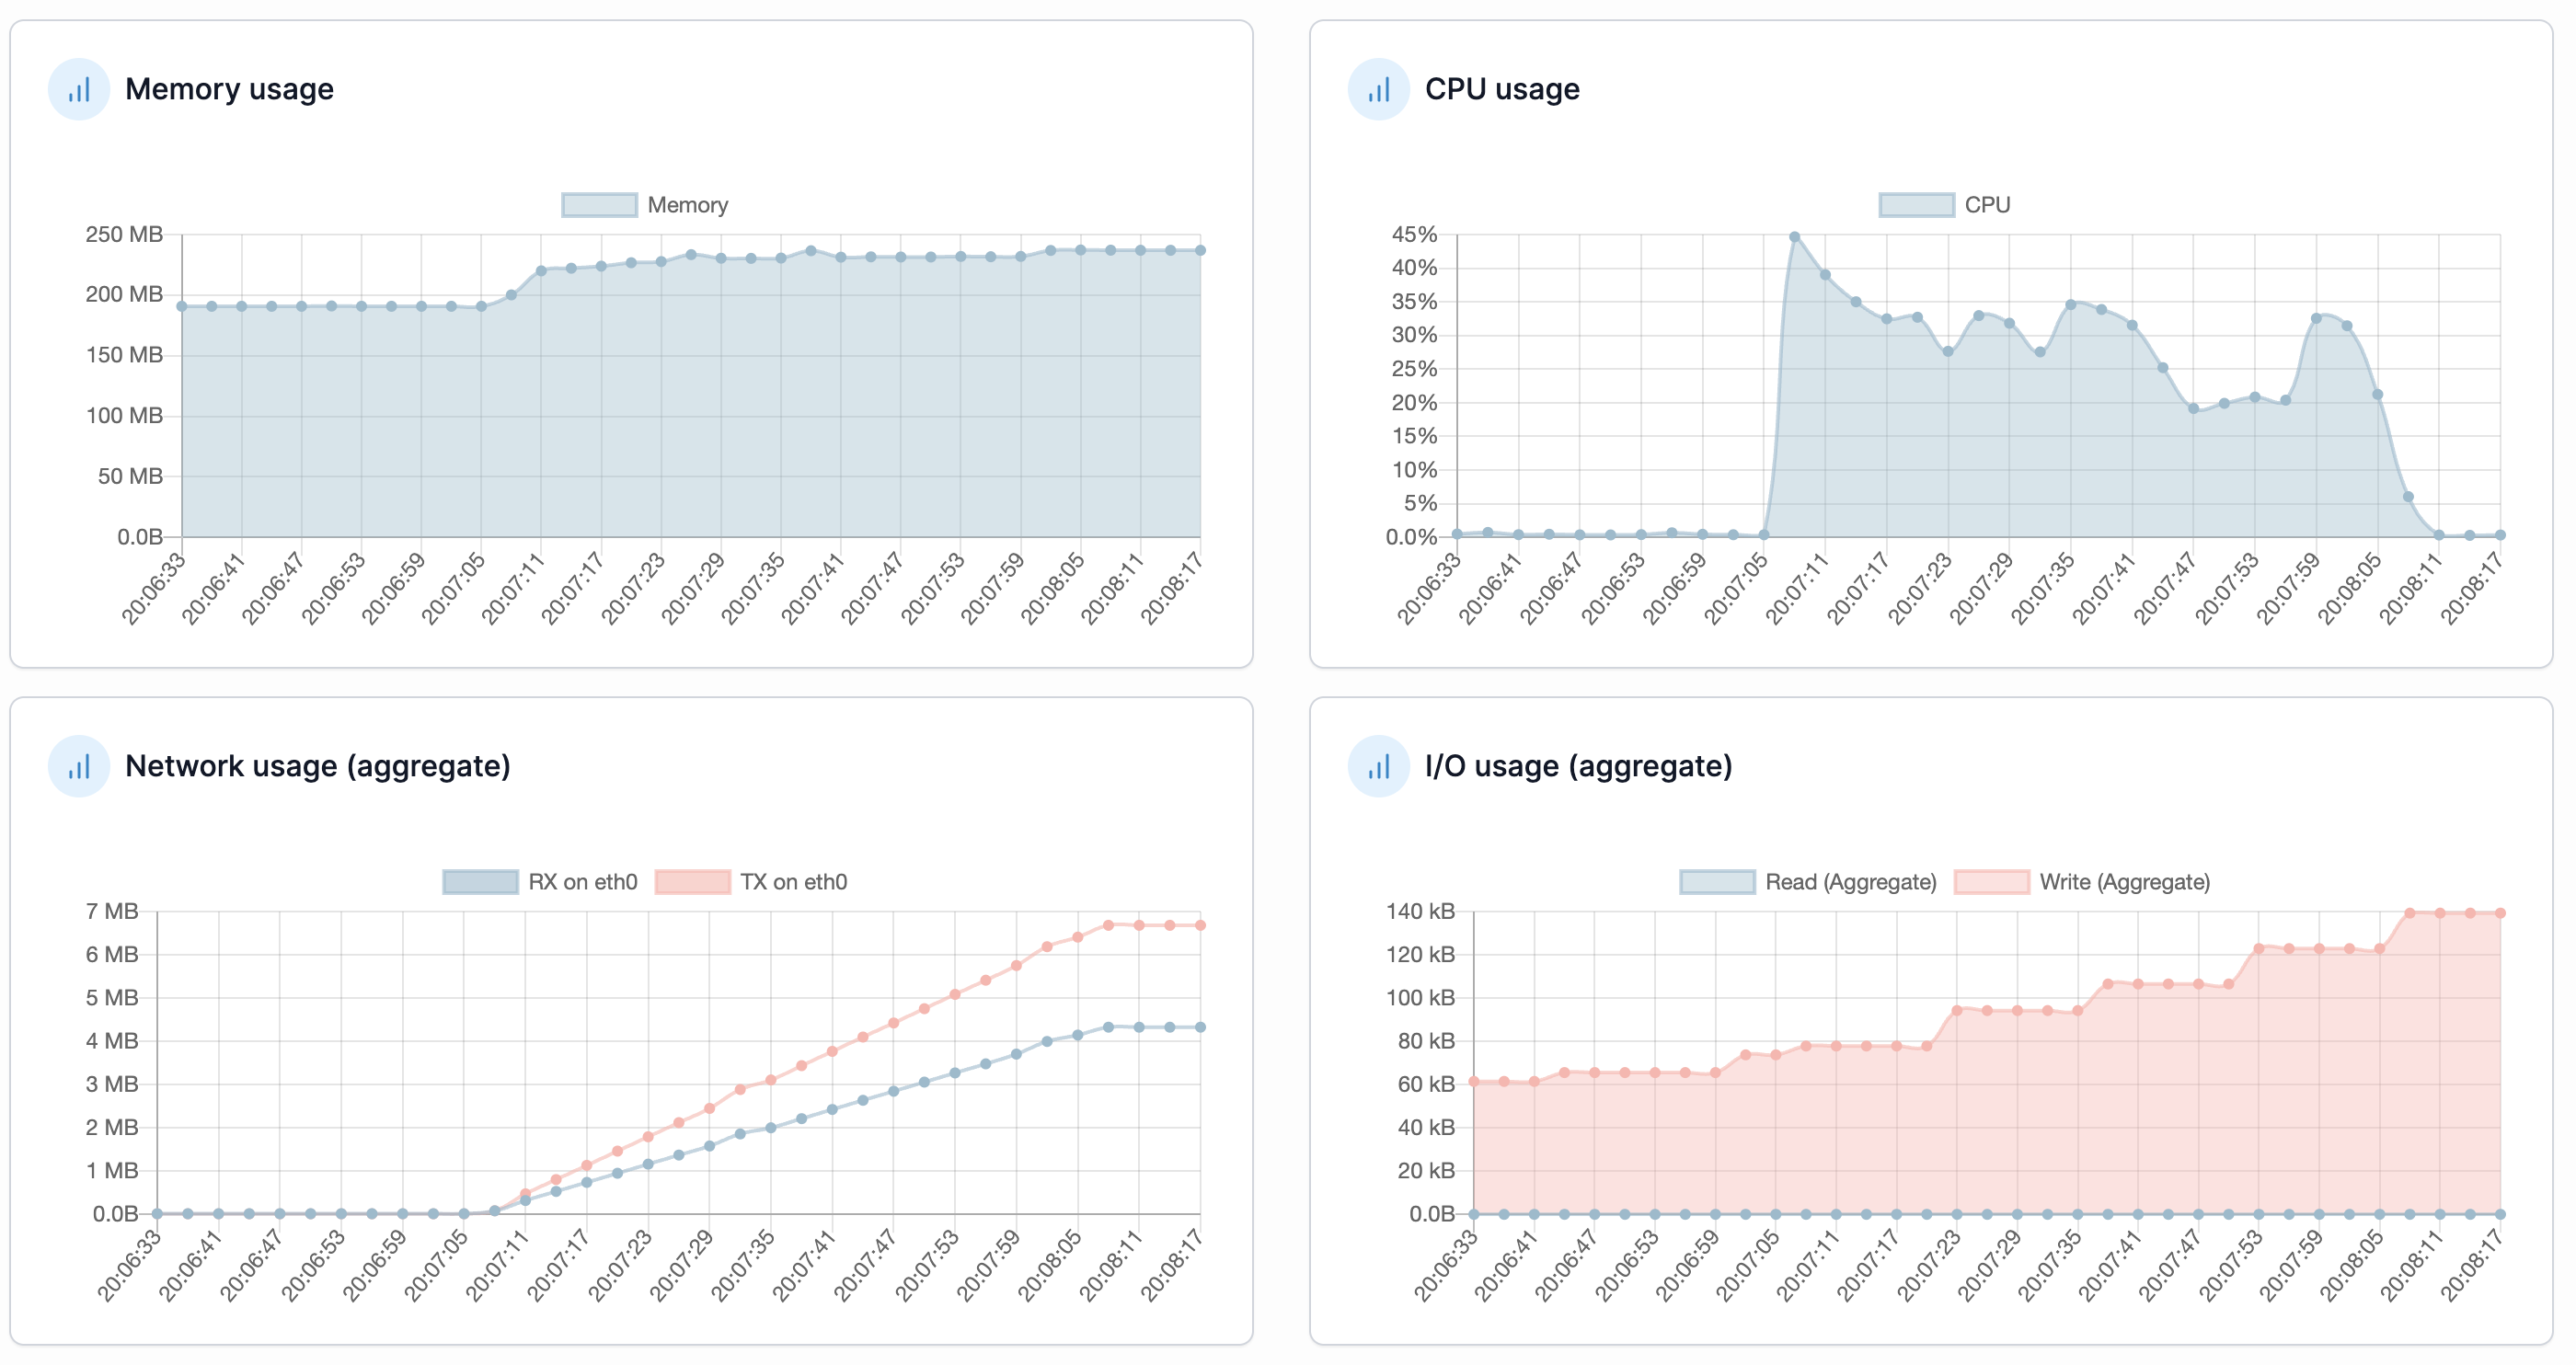 Memory usage
Memory
250 MB
200 MB
150 MB
100 MB
50 MB
0.0B
20:06:33
20:06:41
20:06:47
20:06:53
20:06:59
20:07:05
20:07:11
20:07:17
20:07:23
20:07:29
20:07:35
20:07:41
20:07:47
20:07:53
20:07:59
20:08:05
20:08:11
20:08:17
CPU usage
CPU
45%
40%
35%
30%
25%
20%
15%
10%
5%
0.0%
20:06:33
20:06:41
20:06:47
20:06:53
20:06:59
20:07:05
20:07:11
20:07:17
20:07:23
20:07:29
20:07:35
20:07:41
20:07:47
20:07:53
20:07:59
20:08:05
20:08:11
20:08:17
Network usage (aggregate)
RX on eth0 TX on eth0
7 MB
6 MB
5 MB
4 MB
3 MB
2 MB
1 MB
0.0B
20:06:33
20:06:41
20:06:47
20:06:53
20:06:59
20:07:05
20:07:11
20:07:17
20:07:23
20:07:29
20:07:35
20:07:41
20:07:47
20:07:53
20:07:59
20:08:05
20:08:11
20:08:17
I/O usage (aggregate)
Read (Aggregate) Write (Aggregate)
140 kB
120 kB
100 kB
80 kB
60 kB
40 kB
20 kB
0.0B
20:06:33
20:06:41
20:06:47
20:06:53
20:06:59
20:07:05
20:07:11
20:07:17
20:07:23
20:07:29
20:07:35
20:07:41
20:07:47
20:07:53
20:07:59
20:08:05
20:08:11
20:08:17